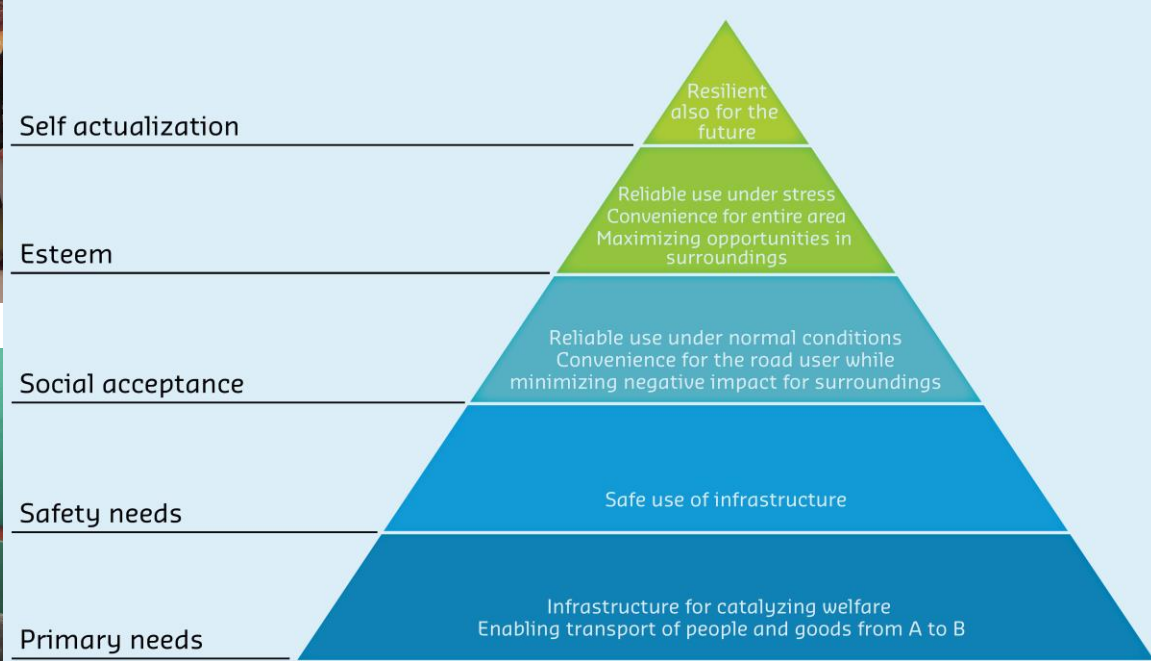 Resilient
also for the
future
Self actualization
Reliable use under stress
Convenience for entire area
Maximizing opportunities in
surroundings
Esteem
Reliable use under normal conditions
Convenience for the road user while
minimizing negative impact for surroundings
Social acceptance
Safe use of infrastructure
Safety needs
Infrastructure for catalyzing welfare
Enabling transport of people and goods from A to B
Primary needs